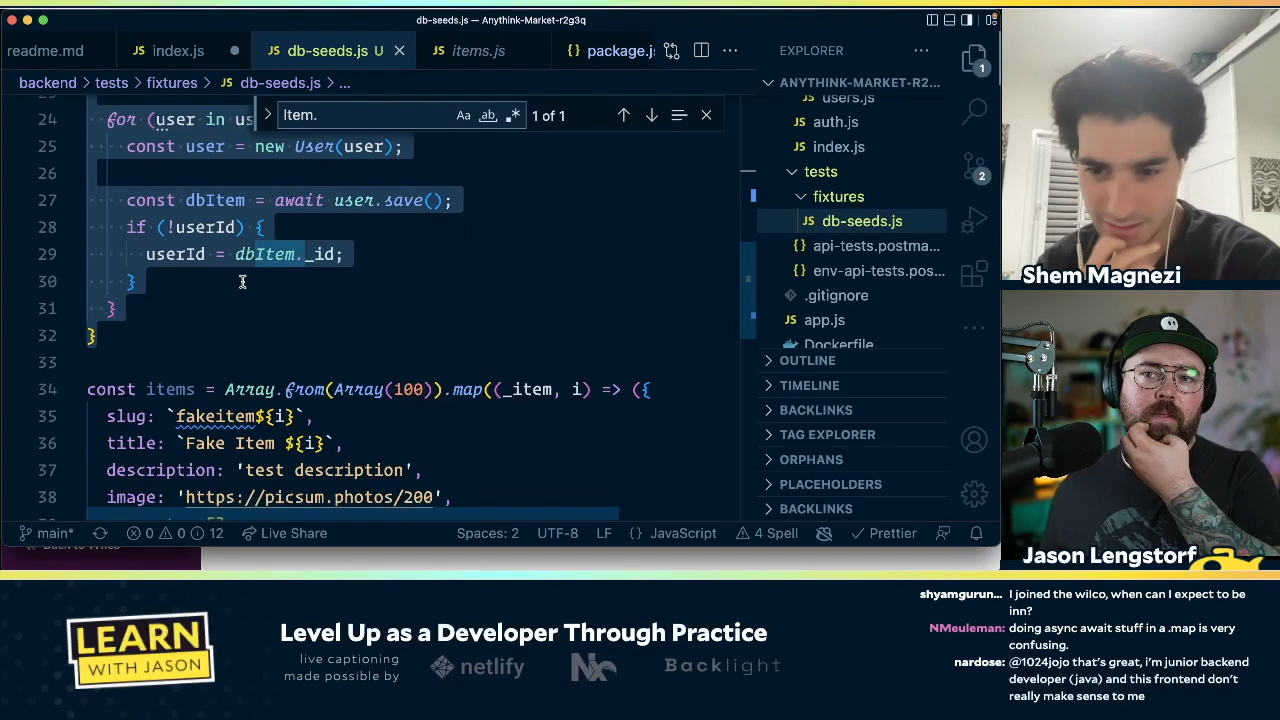 db-seeds.js — Anythink-Market-r2g3q
readme.md
index.js
db-seeds.js U
items.js
package.j
EXPLORER
backend > tests > fixtures > db-seeds.js > ...
Item.
1 of 1
24 for (user in us
25 const user = new User(user);
26
27 const dbItem = await user.save();
28 if (!userId) {
29 userId = dbItem._id;
30 }
31 }
32 }
33
34 const items = Array.from(Array(100)).map((_item, i) => ({
35 slug: `fakeitem${i}`,
36 title: `Fake Item ${i}`,
37 description: 'test description',
38 image: 'https://picsum.photos/200',
ANYTHINK-MARKET-R2...
users.js
auth.js
index.js
tests
fixtures
db-seeds.js
api-tests.postma...
env-api-tests.pos...
.gitignore
app.js
Dockerfile
OUTLINE
TIMELINE
BACKLINKS
TAG EXPLORER
ORPHANS
PLACEHOLDERS
BACKLINKS
1
2
main*
0 0 12
Live Share
Spaces: 2
UTF-8
LF
{} JavaScript
4 Spell
Prettier
Shem Magnezi
Jason Lengstorf
LEARN
WITH JASON
Level Up as a Developer Through Practice
live captioning
made possible by
netlify
Nx
Backlight
shyamgurun... I joined the wilco, when can I expect to be
inn?
NMeuleman: doing async await stuff in a .map is very
confusing.
nardose: @1024jojo that's great, i'm junior backend
developer (java) and this frontend don't
really make sense to me